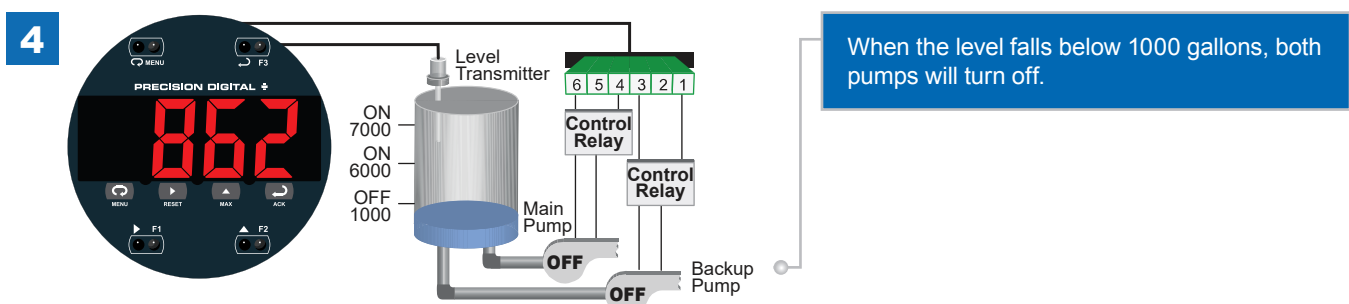 4
MENU
F3
PRECISION DIGITAL
862
MENU
RESET
MAX
ACK
F1
F2
Level
Transmitter
ON
7000
ON
6000
OFF
1000
6 5 4 3 2 1
Control
Relay
Control
Relay
Main
Pump
OFF
Backup
Pump
OFF
When the level falls below 1000 gallons, both
pumps will turn off.